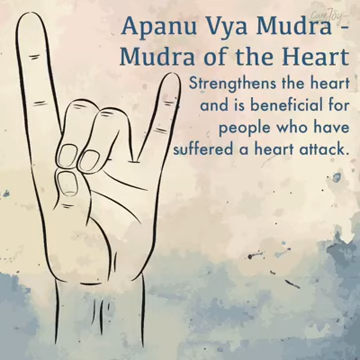 Apanu Vya Mudra -
Mudra of the Heart
Strengthens the heart
and is beneficial for
people who have
suffered a heart attack.